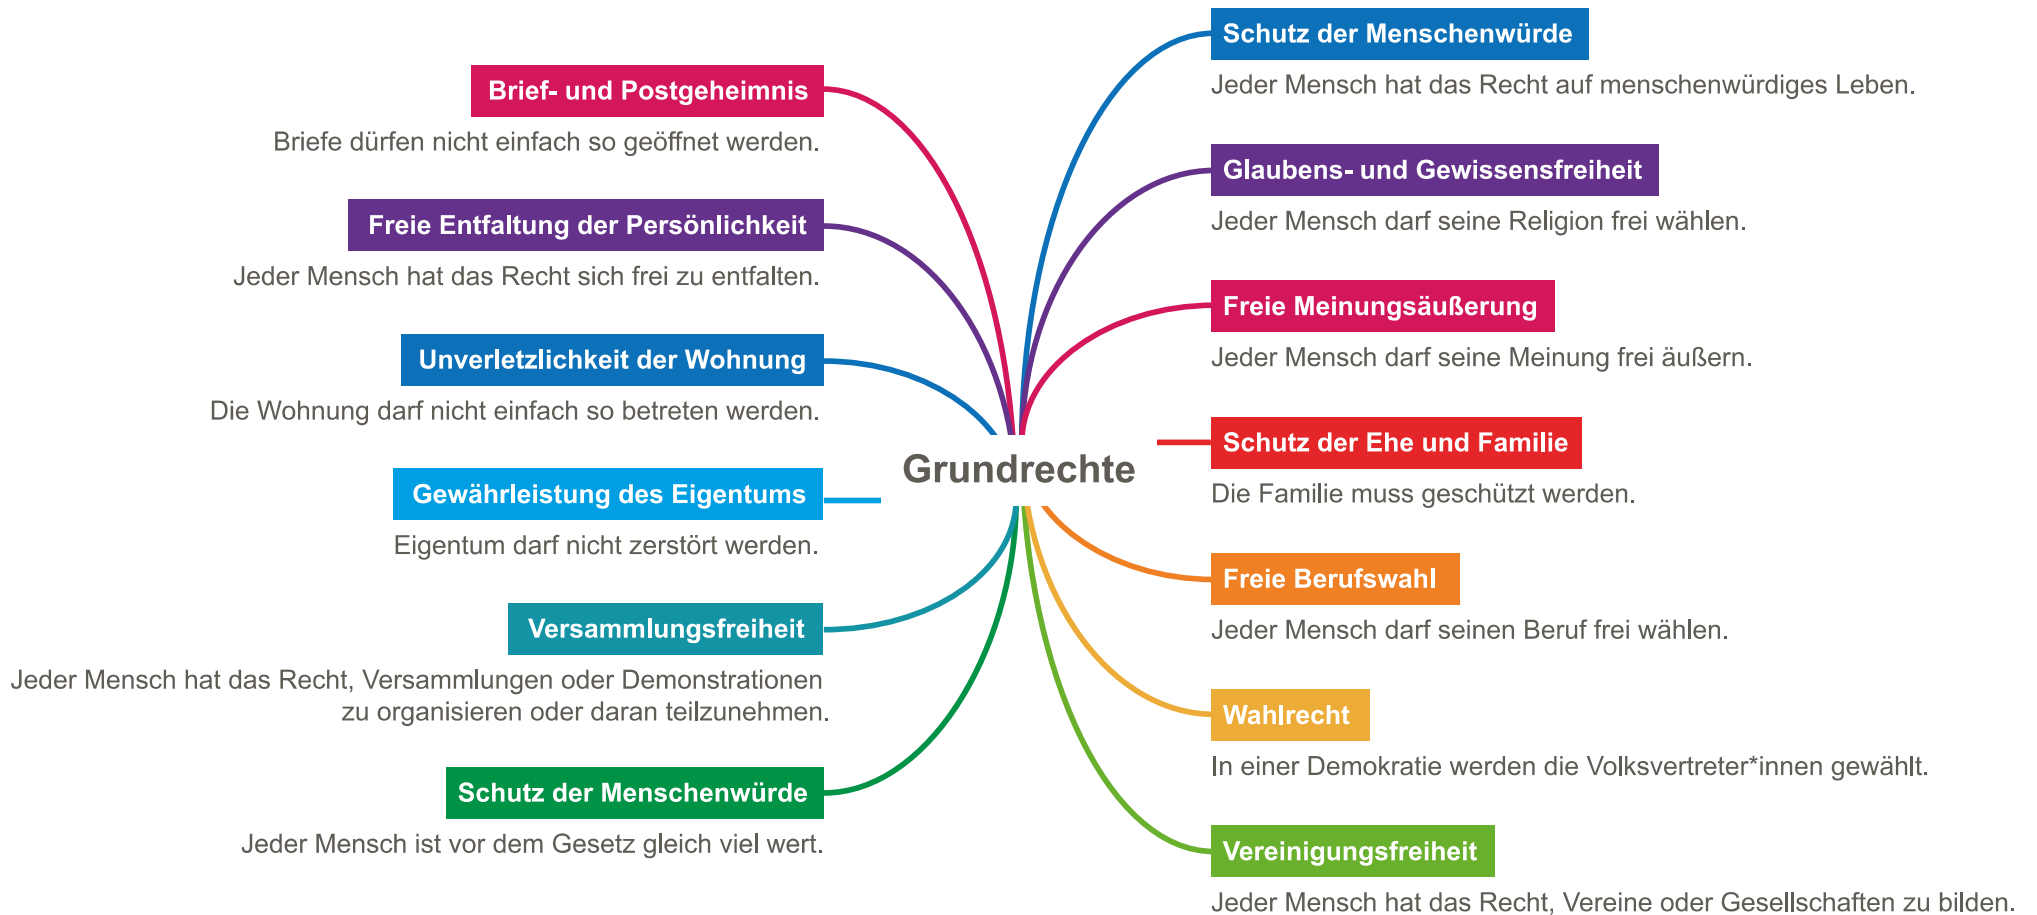 Brief- und Postgeheimnis
Briefe dürfen nicht einfach so geöffnet werden.
Freie Entfaltung der Persönlichkeit
Jeder Mensch hat das Recht sich frei zu entfalten.
Unverletzlichkeit der Wohnung
Die Wohnung darf nicht einfach so betreten werden.
Gewährleistung des Eigentums
Eigentum darf nicht zerstört werden.
Versammlungsfreiheit
Jeder Mensch hat das Recht, Versammlungen oder Demonstrationen
zu organisieren oder daran teilzunehmen.
Schutz der Menschenwürde
Jeder Mensch ist vor dem Gesetz gleich viel wert.
Grundrechte
Schutz der Menschenwürde
Jeder Mensch hat das Recht auf menschenwürdiges Leben.
Glaubens- und Gewissensfreiheit
Jeder Mensch darf seine Religion frei wählen.
Freie Meinungsäußerung
Jeder Mensch darf seine Meinung frei äußern.
Schutz der Ehe und Familie
Die Familie muss geschützt werden.
Freie Berufswahl
Jeder Mensch darf seinen Beruf frei wählen.
Wahlrecht
In einer Demokratie werden die Volksvertreter*innen gewählt.
Vereinigungsfreiheit
Jeder Mensch hat das Recht, Vereine oder Gesellschaften zu bilden.